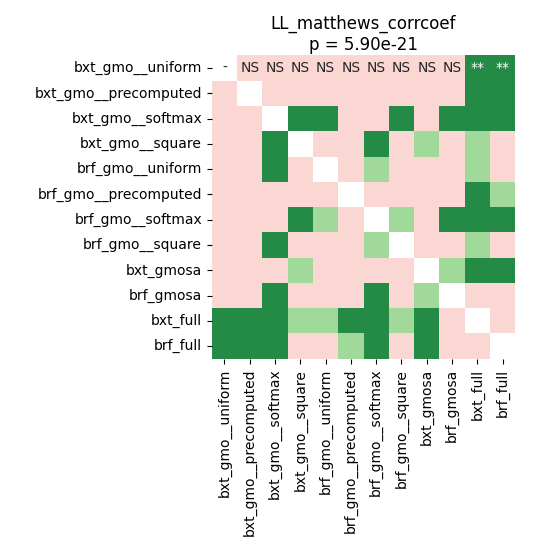 LL_matthews_corrcoef
p = 5.90e-21
bxt_gmo__uniform - NS NS NS NS NS NS NS NS NS ** **
bxt_gmo__precomputed
bxt_gmo__softmax
bxt_gmo__square
brf_gmo__uniform
brf_gmo__precomputed
brf_gmo__softmax
brf_gmo__square
bxt_gmosa
brf_gmosa
bxt_full
brf_full
bxt_gmo__uniform
bxt_gmo__precomputed
bxt_gmo__softmax
bxt_gmo__square
brf_gmo__uniform
brf_gmo__precomputed
brf_gmo__softmax
brf_gmo__square
bxt_gmosa
brf_gmosa
bxt_full
brf_full